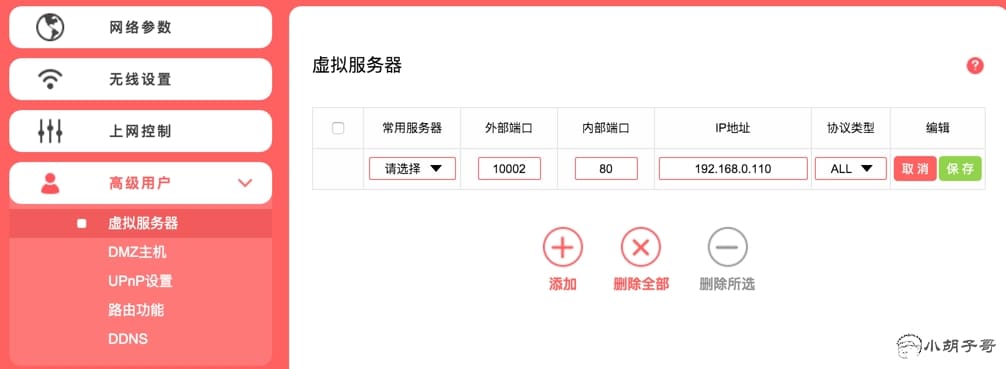 网络参数
无线设置
上网控制
高级用户
虚拟服务器
DMZ主机
UPnP设置
路由功能
DDNS
虚拟服务器
?
常用服务器 外部端口 内部端口 IP地址 协议类型 编辑
请选择 10002 80 192.168.0.110 ALL 取消 保存
添加 删除全部 删除所选
小胡子哥